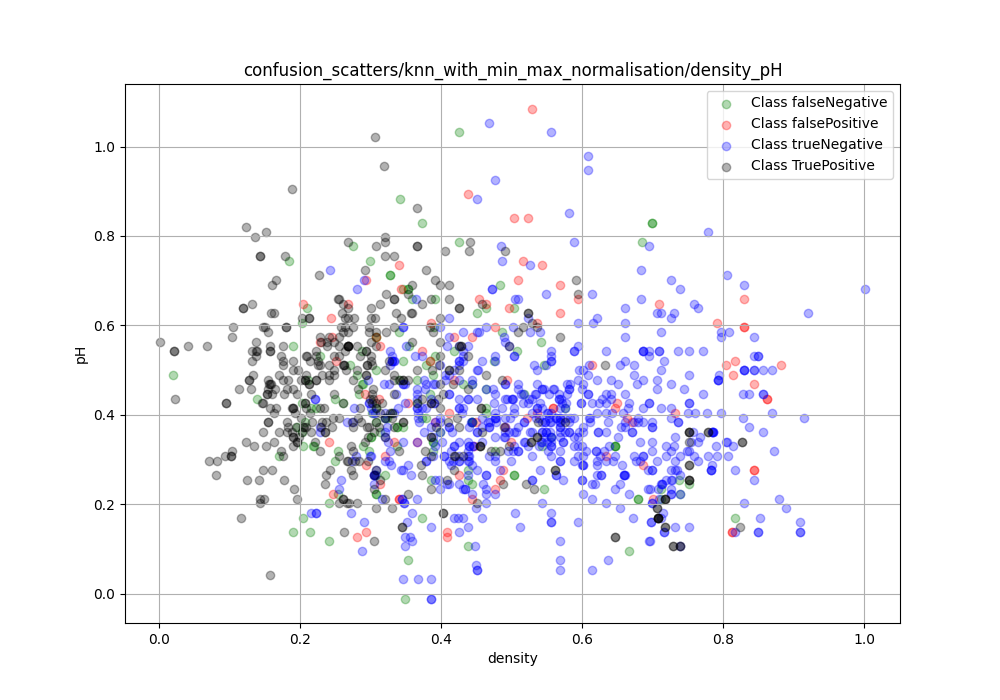 confusion_scatters/knn_with_min_max_normalisation/density_pH
Class falseNegative
Class falsePositive
Class trueNegative
Class TruePositive
1.0
0.8
0.6
0.4
0.2
0.0
pH
0.0 0.2 0.4 0.6 0.8 1.0
density